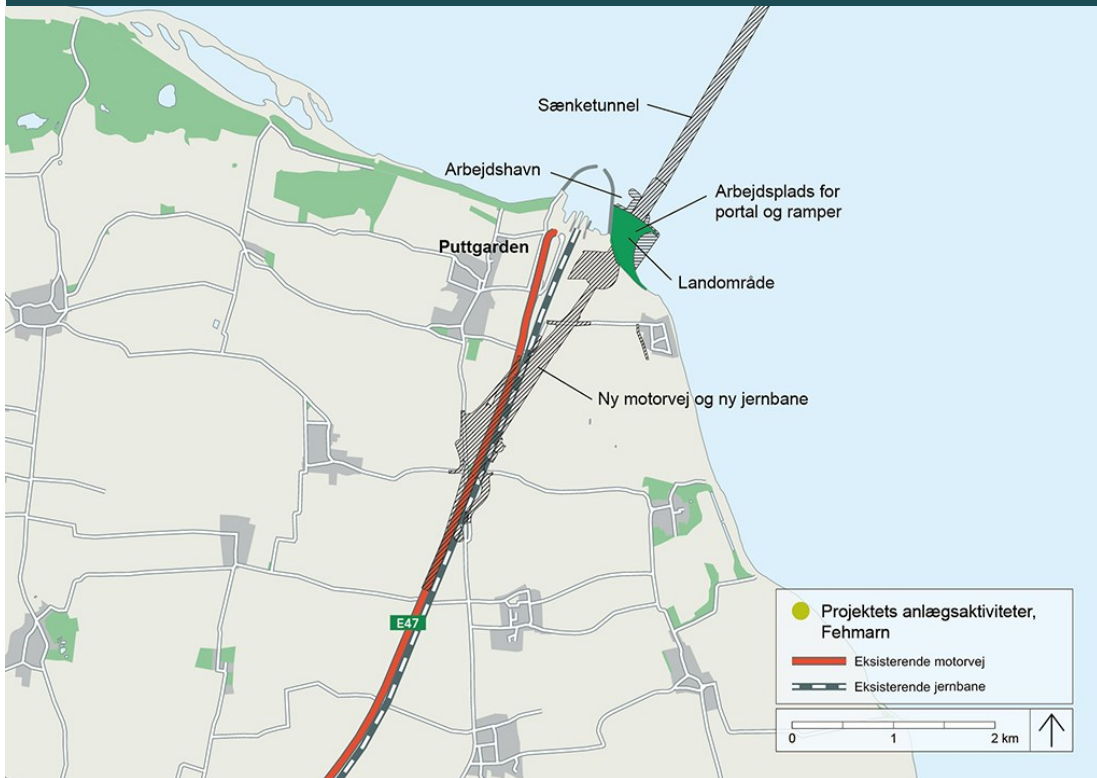 Sænketunnel
Arbejdshavn
Arbejdsplads for
portal og ramper
Puttgarden
Landområde
Ny motorvej og ny jernbane
E47
Projektets anlægsaktiviteter,
Fehmarn
Eksisterende motorvej
Eksisterende jernbane
0 1 2 km